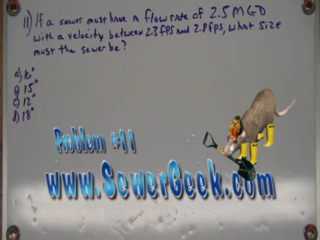 11) If a sewer must have a flow rate of 2.5 MGD
with a velocity between 2.3 fps and 2.8 fps, what size
must the sewer be?
b) 15"
c) 12"
d) 18"
Problem #11
www.SewerGeek.com